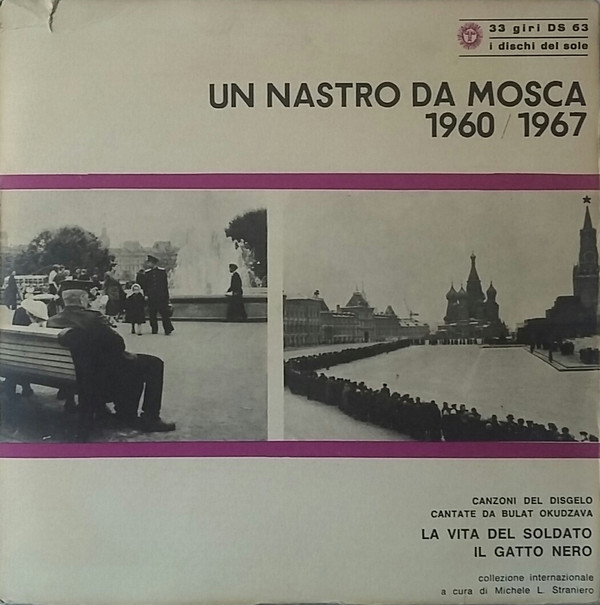 33 giri DS 63
i dischi del sole
UN NASTRO DA MOSCA
1960 / 1967
CANZONI DEL DISGELO
CANTATE DA BULAT OKUDZAVA
LA VITA DEL SOLDATO
IL GATTO NERO
collezione internazionale
a cura di Michele L. Straniero